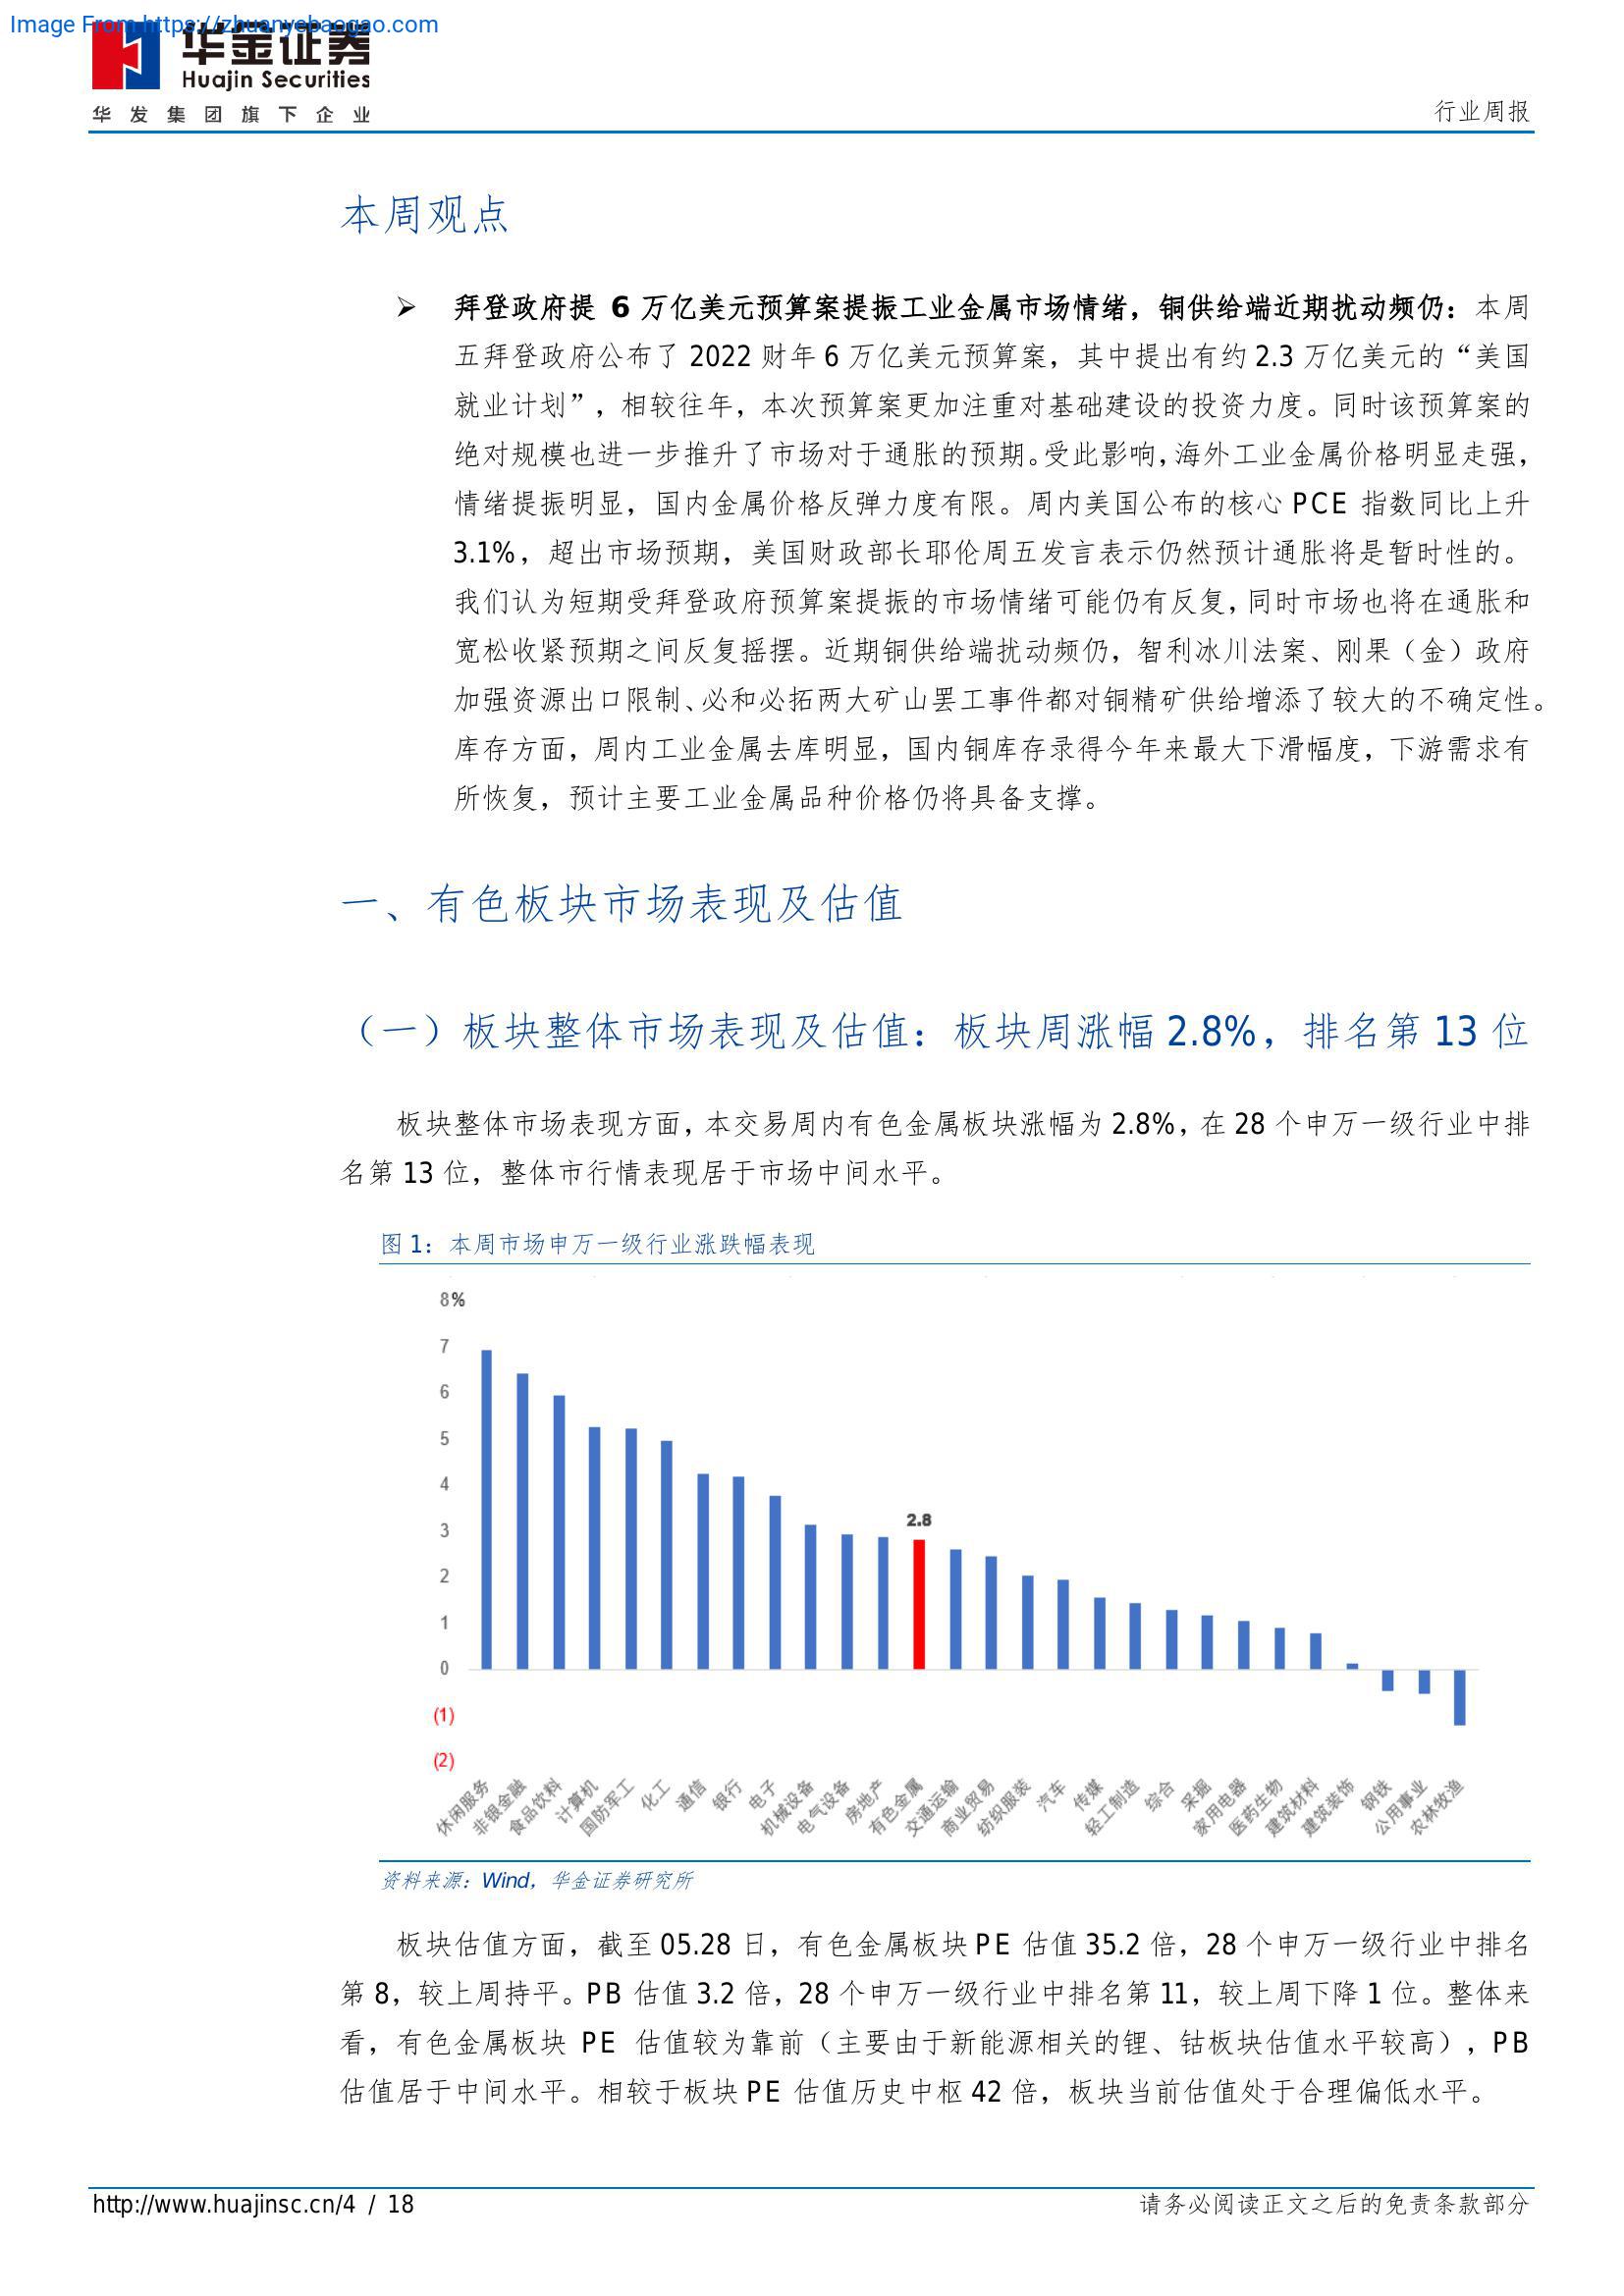 Image From https://zhuanyebaogao.com
华金证券
Huajin Securities
华发集团旗下企业
行业周报
本周观点
➢ 拜登政府提 6 万亿美元预算案提振工业金属市场情绪，铜供给端近期扰动频仍：本周
五拜登政府公布了 2022 财年 6 万亿美元预算案，其中提出有约 2.3 万亿美元的“美国
就业计划”，相较往年，本次预算案更加注重对基础建设的投资力度。同时该预算案的
绝对规模也进一步推升了市场对于通胀的预期。受此影响，海外工业金属价格明显走强，
情绪提振明显，国内金属价格反弹力度有限。周内美国公布的核心 PCE 指数同比上升
3.1%，超出市场预期，美国财政部长耶伦周五发言表示仍然预计通胀将是暂时性的。
我们认为短期受拜登政府预算案提振的市场情绪可能仍有反复，同时市场也将在通胀和
宽松收紧预期之间反复摇摆。近期铜供给端扰动频仍，智利冰川法案、刚果（金）政府
加强资源出口限制、必和必拓两大矿山罢工事件都对铜精矿供给增添了较大的不确定性。
库存方面，周内工业金属去库明显，国内铜库存录得今年来最大下滑幅度，下游需求有
所恢复，预计主要工业金属品种价格仍将具备支撑。
一、有色板块市场表现及估值
（一）板块整体市场表现及估值：板块周涨幅 2.8%，排名第 13 位
板块整体市场表现方面，本交易周内有色金属板块涨幅为 2.8%，在 28 个申万一级行业中排
名第 13 位，整体市行情表现居于市场中间水平。
图 1：本周市场申万一级行业涨跌幅表现
8%
7
6
5
4
3
2
1
0
(1)
(2)
2.8
休闲服务
非银金融
食品饮料
计算机
国防军工
化工
通信
银行
电子
机械设备
电气设备
房地产
有色金属
交通运输
商业贸易
纺织服装
汽车
传媒
轻工制造
综合
采掘
家用电器
医药生物
建筑材料
建筑装饰
钢铁
公用事业
农林牧渔
资料来源：Wind，华金证券研究所
板块估值方面，截至 05.28 日，有色金属板块 PE 估值 35.2 倍，28 个申万一级行业中排名
第 8，较上周持平。PB 估值 3.2 倍，28 个申万一级行业中排名第 11，较上周下降 1 位。整体来
看，有色金属板块 PE 估值较为靠前（主要由于新能源相关的锂、钴板块估值水平较高），PB
估值居于中间水平。相较于板块 PE 估值历史中枢 42 倍，板块当前估值处于合理偏低水平。
http://www.huajinsc.cn/4 / 18
请务必阅读正文之后的免责条款部分